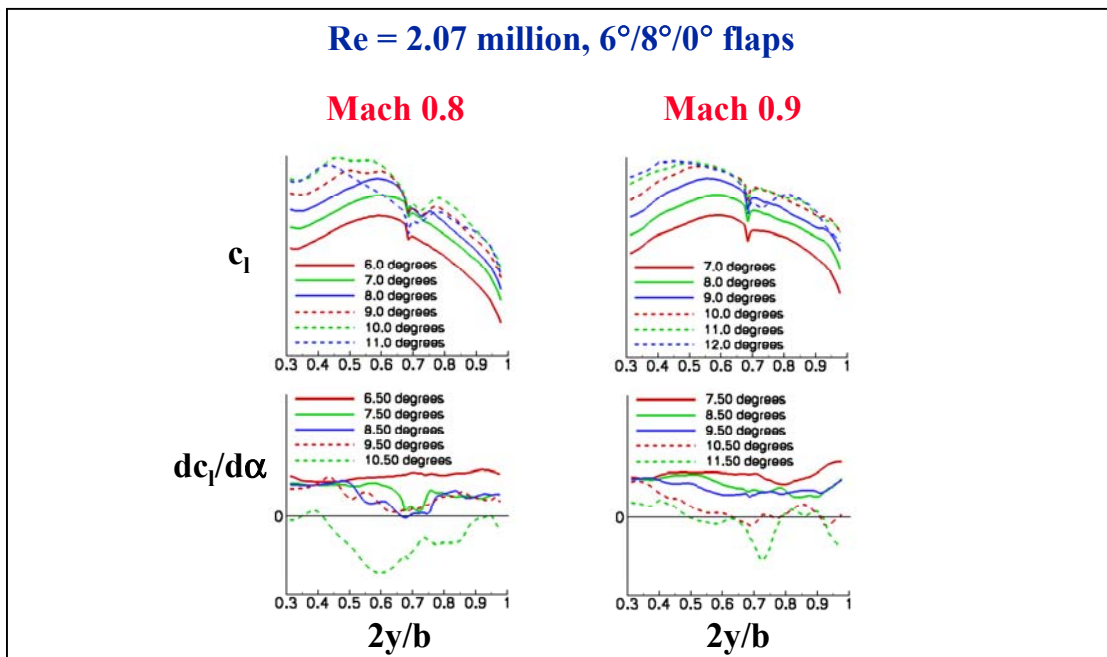 Re = 2.07 million, 6°/8°/0° flaps
Mach 0.8
Mach 0.9
c_l
6.0 degrees
7.0 degrees
8.0 degrees
9.0 degrees
10.0 degrees
11.0 degrees
0.3 0.4 0.5 0.6 0.7 0.8 0.9 1
7.0 degrees
8.0 degrees
9.0 degrees
10.0 degrees
11.0 degrees
12.0 degrees
0.3 0.4 0.5 0.6 0.7 0.8 0.9 1
dc_l/dα
6.50 degrees
7.50 degrees
8.50 degrees
9.50 degrees
10.50 degrees
0
0.3 0.4 0.5 0.6 0.7 0.8 0.9 1
2y/b
7.50 degrees
8.50 degrees
9.50 degrees
10.50 degrees
11.50 degrees
0
0.3 0.4 0.5 0.6 0.7 0.8 0.9 1
2y/b